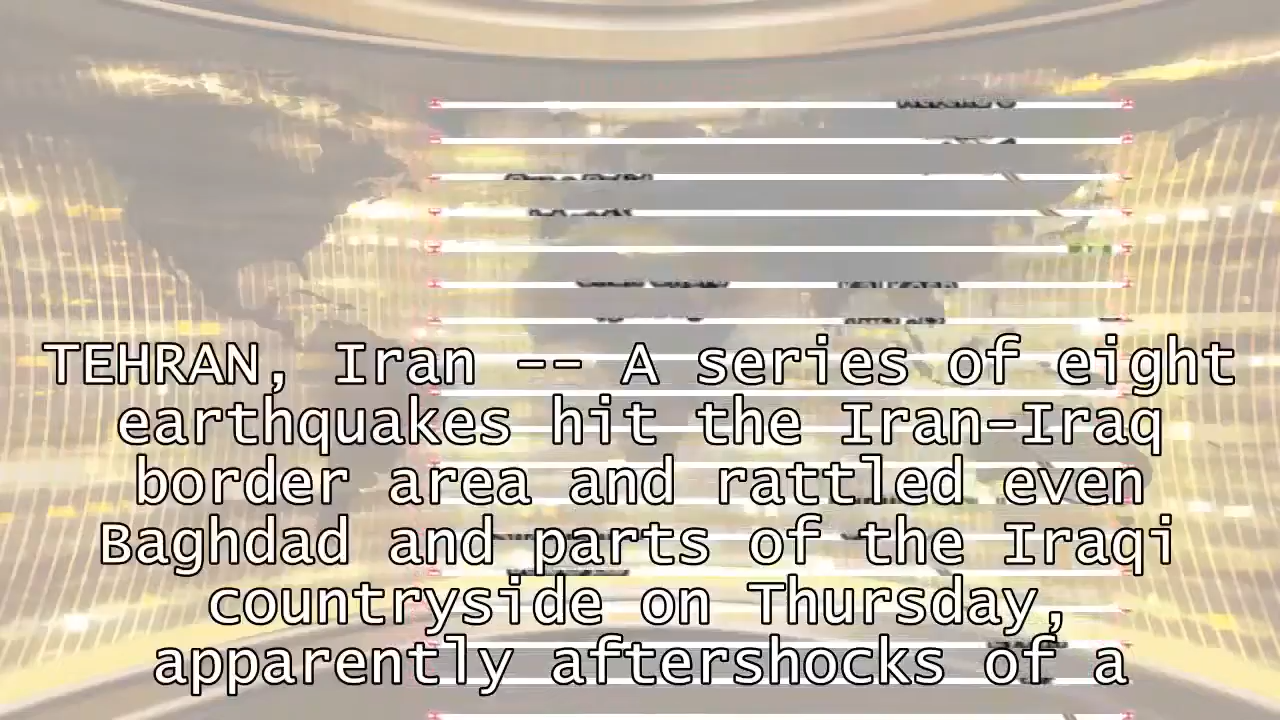 TEHRAN, Iran -- A series of eight
earthquakes hit the Iran-Iraq
border area and rattled even
Baghdad and parts of the Iraqi
countryside on Thursday,
apparently aftershocks of a